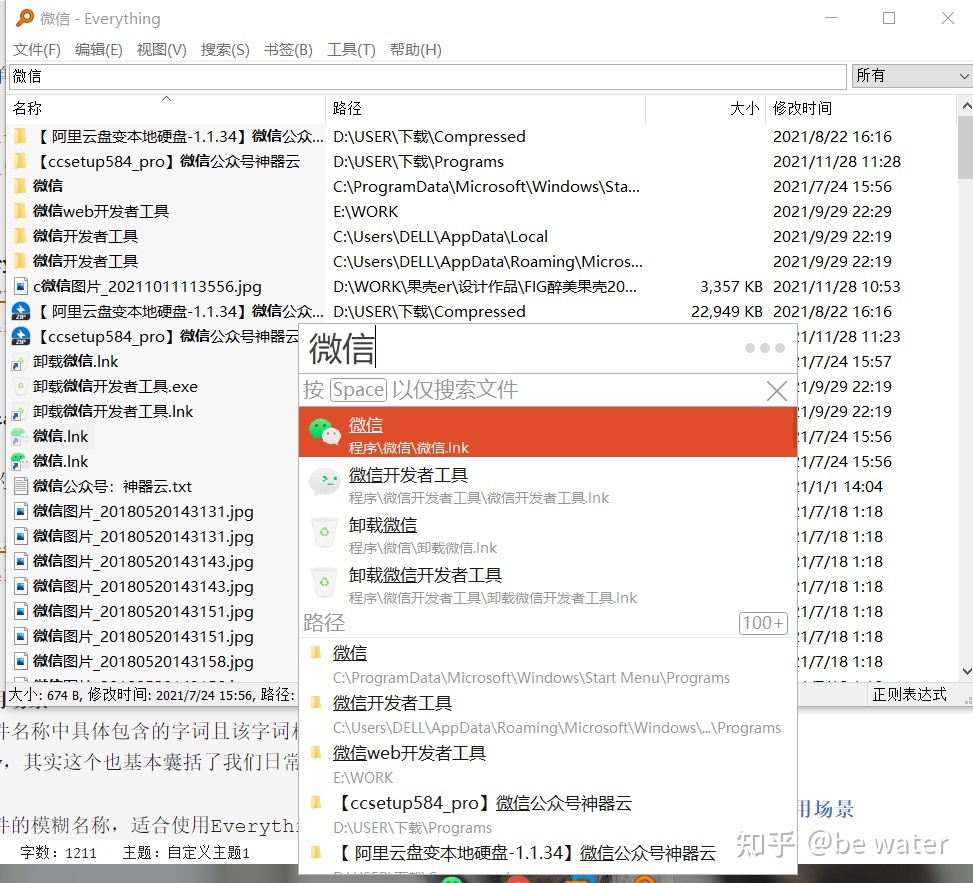 微信 - Everything
文件(F) 编辑(E) 视图(V) 搜索(S) 书签(B) 工具(T) 帮助(H)
微信 所有
名称 路径 大小 修改时间
【 阿里云盘变本地硬盘-1.1.34】微信公众... D:\USER\下载\Compressed 2021/8/22 16:16
【ccsetup584_pro】微信公众号神器云 D:\USER\下载\Programs 2021/11/28 11:28
微信 C:\ProgramData\Microsoft\Windows\Sta... 2021/7/24 15:56
微信web开发者工具 E:\WORK 2021/9/29 22:29
微信开发者工具 C:\Users\DELL\AppData\Local 2021/9/29 22:19
微信开发者工具 C:\Users\DELL\AppData\Roaming\Micros... 2021/9/29 22:19
c微信图片_20211011113556.jpg D:\WORK\果壳er\设计作品\FIG醉美果壳20... 3,357 KB 2021/11/28 10:53
【 阿里云盘变本地硬盘-1.1.34】微信公众... D:\USER\下载\Compressed 22,949 KB 2021/8/22 16:16
【ccsetup584_pro】微信公众号神器云 /11/28 11:23
卸载微信.lnk /7/24 15:57
卸载微信开发者工具.exe /9/29 22:19
卸载微信开发者工具.lnk /9/29 22:19
微信.lnk /7/24 15:56
微信.lnk /7/24 15:56
微信公众号：神器云.txt /1/1 14:04
微信图片_20180520143131.jpg /7/18 1:18
微信图片_20180520143131.jpg /7/18 1:18
微信图片_20180520143143.jpg /7/18 1:18
微信图片_20180520143143.jpg /7/18 1:18
微信图片_20180520143151.jpg /7/18 1:18
微信图片_20180520143151.jpg /7/18 1:18
微信图片_20180520143158.jpg /7/18 1:18
大小: 674 B, 修改时间: 2021/7/24 15:56, 路径: 正则表达式
微信
按 Space 以仅搜索文件
微信
程序\微信\微信.lnk
微信开发者工具
程序\微信开发者工具\微信开发者工具.lnk
卸载微信
程序\微信\卸载微信.lnk
卸载微信开发者工具
程序\微信开发者工具\卸载微信开发者工具.lnk
路径 100+
微信
C:\ProgramData\Microsoft\Windows\Start Menu\Programs
微信开发者工具
C:\Users\DELL\AppData\Roaming\Microsoft\Windows\...\Programs
微信web开发者工具
E:\WORK
【ccsetup584_pro】微信公众号神器云
D:\USER\下载\Programs
【 阿里云盘变本地硬盘-1.1.34】微信公众号神器云
件名称中具体包含的字词且该字词
，其实这个也基本囊括了我们日常
用场景
件的模糊名称，适合使用Everythi
字数：1211 主题：自定义主题1
知乎 @be water